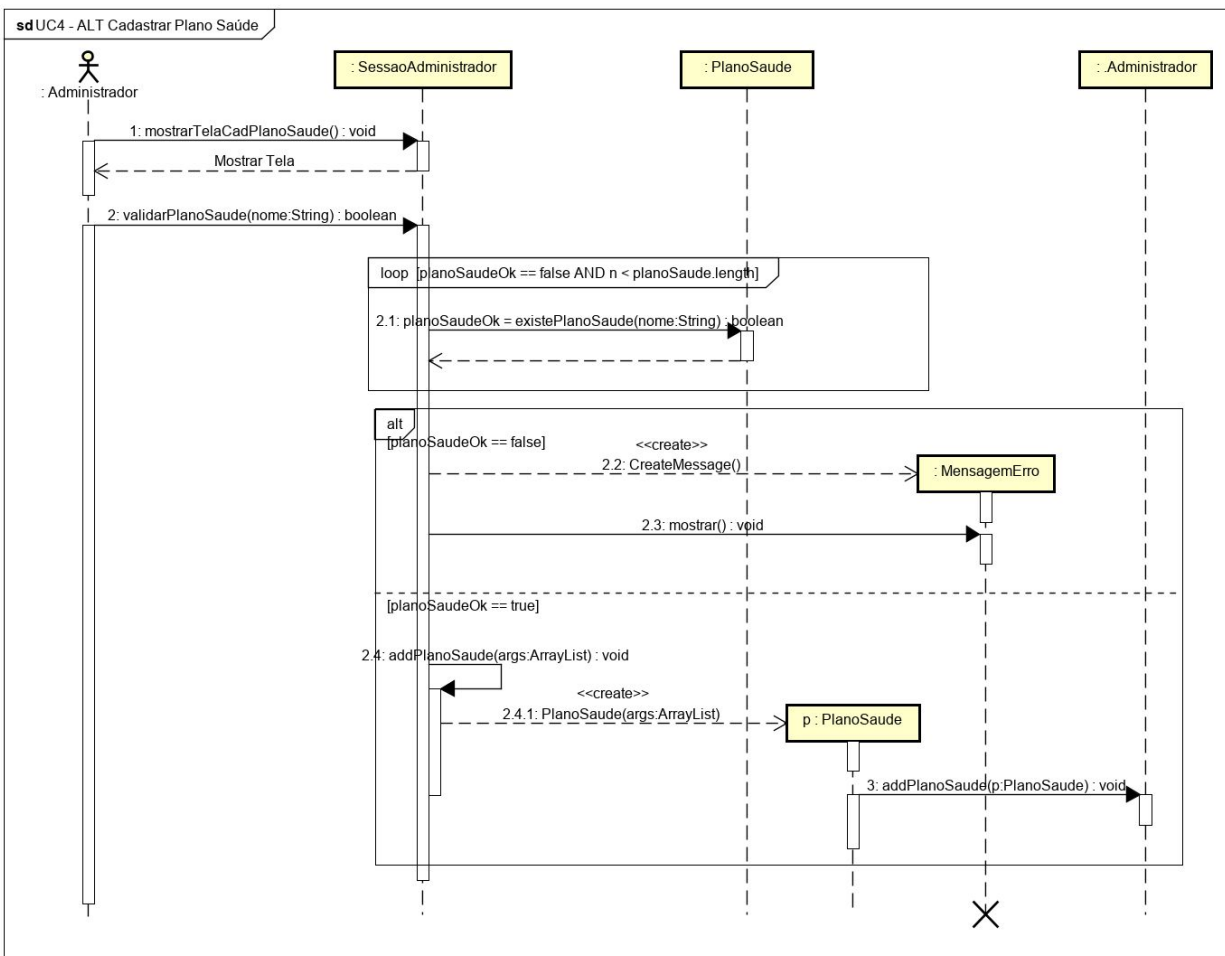 sd UC4 - ALT Cadastrar Plano Saúde
: Administrador
: SessaoAdministrador
: PlanoSaude
: .Administrador
1: mostrarTelaCadPlanoSaude() : void
Mostrar Tela
2: validarPlanoSaude(nome:String) : boolean
loop [planoSaudeOk == false AND n < planoSaude.length]
2.1: planoSaudeOk = existePlanoSaude(nome:String) : boolean
alt
[planoSaudeOk == false]
<<create>>
2.2: CreateMessage()
: MensagemErro
2.3: mostrar() : void
[planoSaudeOk == true]
2.4: addPlanoSaude(args:ArrayList) : void
<<create>>
2.4.1: PlanoSaude(args:ArrayList)
p : PlanoSaude
3: addPlanoSaude(p:PlanoSaude) : void